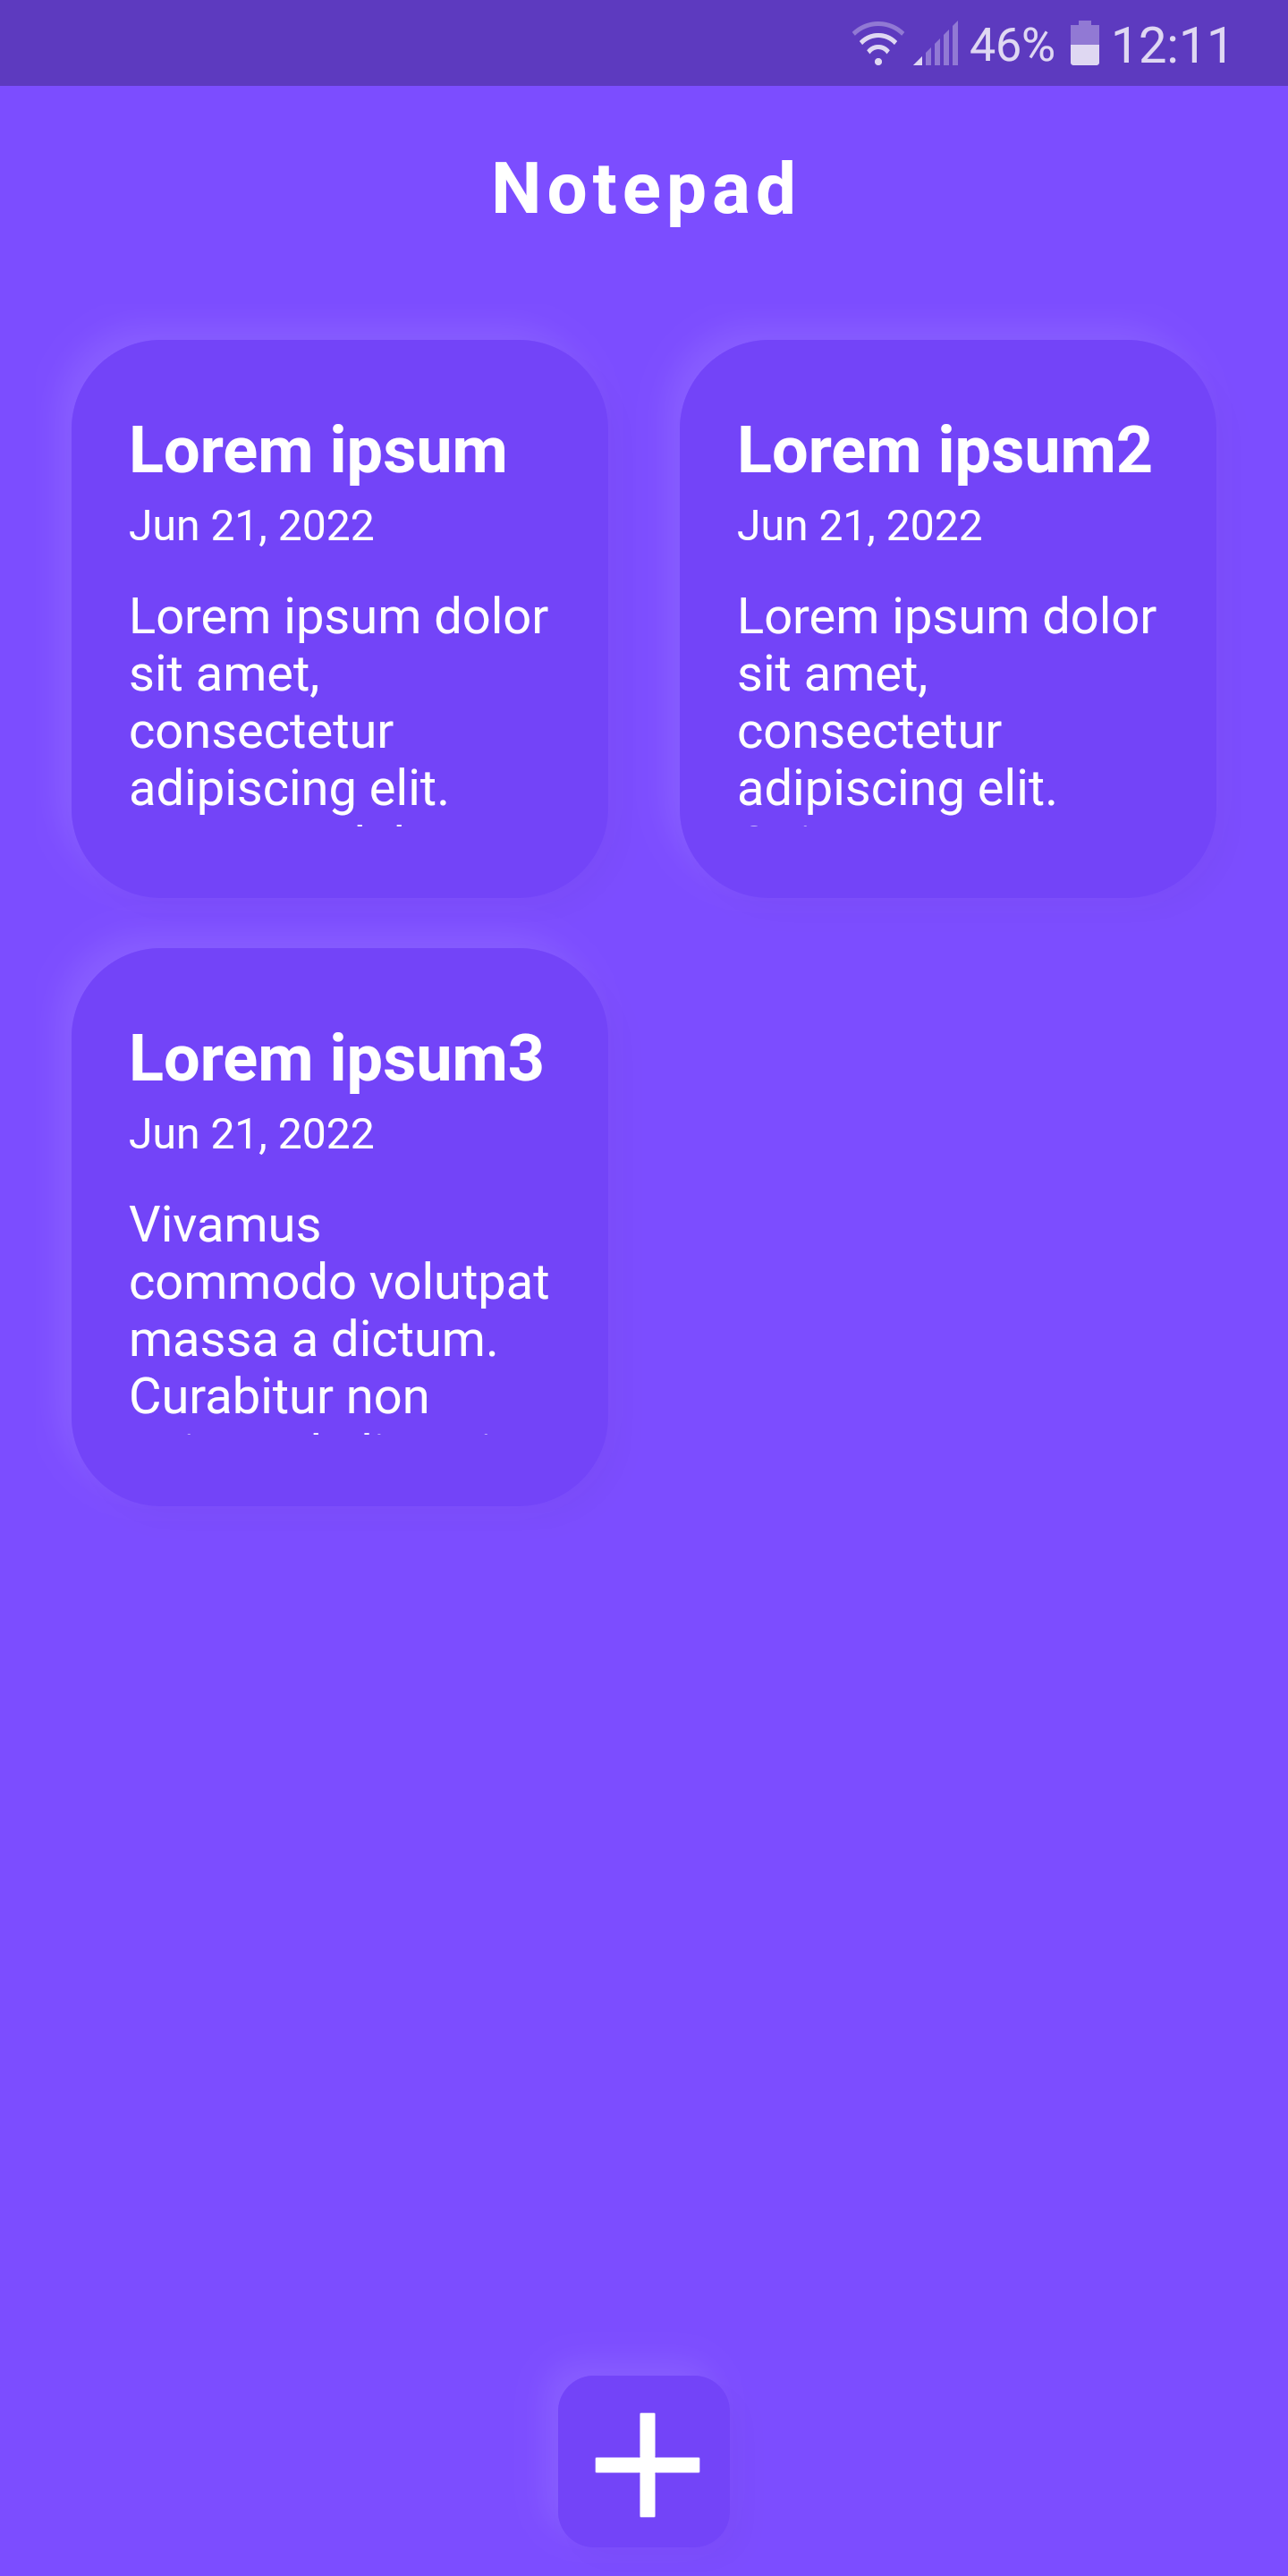 46% 12:11
Notepad
Lorem ipsum
Jun 21, 2022
Lorem ipsum dolor
sit amet,
consectetur
adipiscing elit.
Lorem ipsum2
Jun 21, 2022
Lorem ipsum dolor
sit amet,
consectetur
adipiscing elit.
Lorem ipsum3
Jun 21, 2022
Vivamus
commodo volutpat
massa a dictum.
Curabitur non